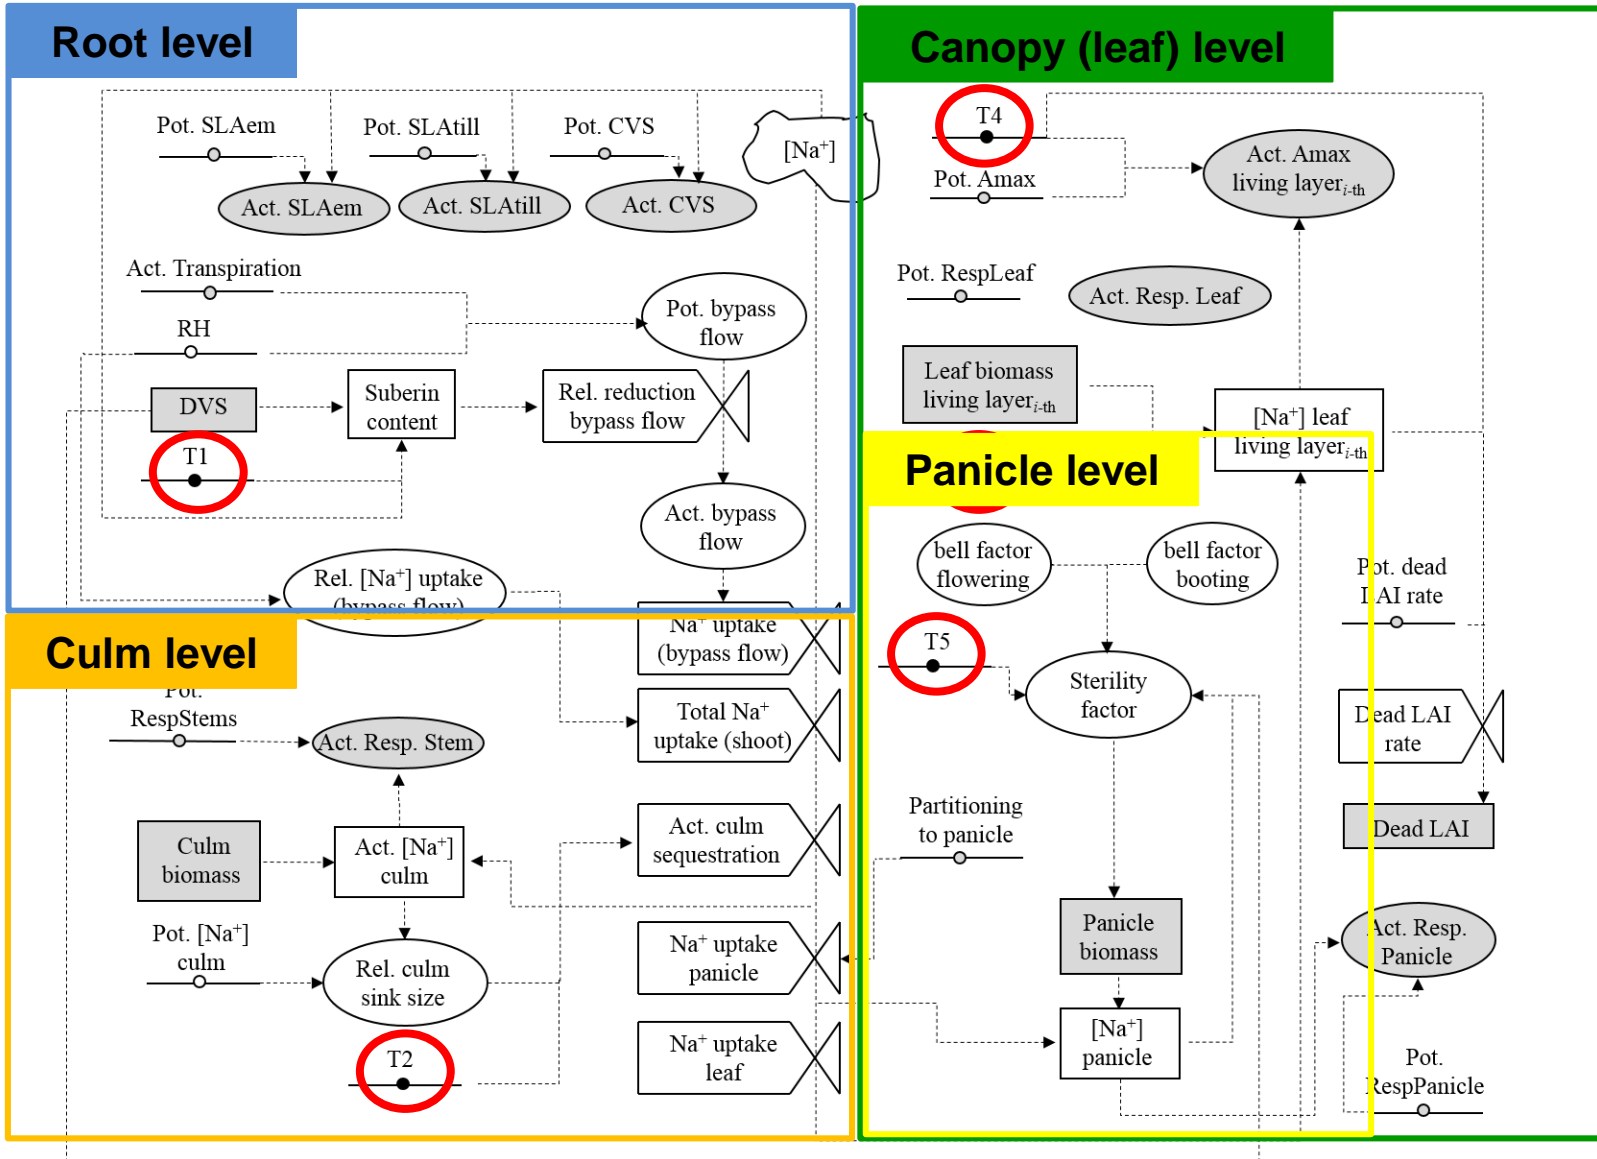 Root level
Pot. SLAem
Pot. SLAtill
Pot. CVS
[Na⁺]
Act. SLAem
Act. SLAtill
Act. CVS
Act. Transpiration
RH
Pot. bypass
flow
DVS
Suberin
content
Rel. reduction
bypass flow
T1
Act. bypass
flow
Rel. [Na⁺] uptake
(bypass flow)
Culm level
Na⁺ uptake
(bypass flow)
Pot.
RespStems
Act. Resp. Stem
Total Na⁺
uptake (shoot)
Culm
biomass
Act. [Na⁺]
culm
Act. culm
sequestration
Pot. [Na⁺]
culm
Rel. culm
sink size
Na⁺ uptake
panicle
T2
Na⁺ uptake
leaf
Canopy (leaf) level
T4
Pot. Amax
Act. Amax
living layerᵢ-th
Pot. RespLeaf
Act. Resp. Leaf
Leaf biomass
living layerᵢ-th
[Na⁺] leaf
living layerᵢ-th
Panicle level
bell factor
flowering
bell factor
booting
Pot. dead
LAI rate
T5
Sterility
factor
Dead LAI
rate
Partitioning
to panicle
Dead LAI
Panicle
biomass
Act. Resp.
Panicle
[Na⁺]
panicle
Pot.
RespPanicle